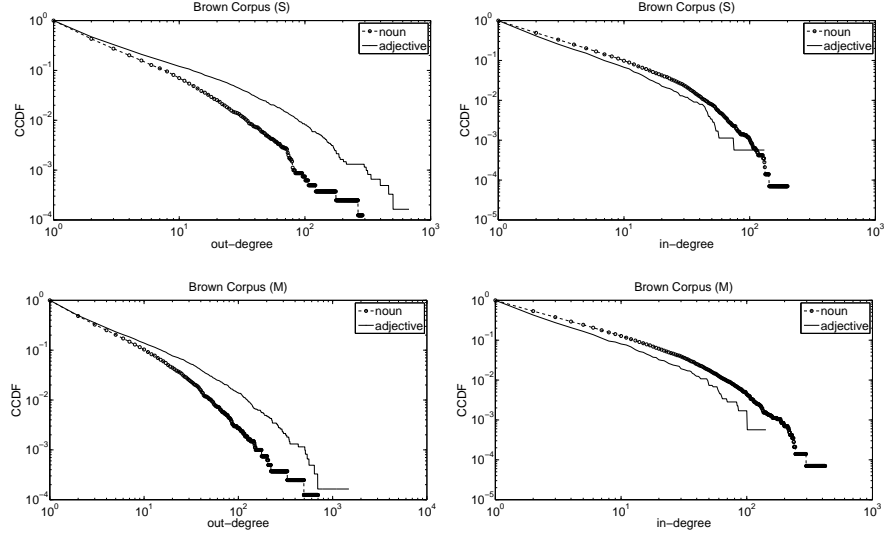 Brown Corpus (S)
10^0
10^-1
10^-2
10^-3
10^-4
CCDF
10^0 10^1 10^2 10^3
out-degree
noun
adjective
Brown Corpus (S)
10^0
10^-1
10^-2
10^-3
10^-4
10^-5
CCDF
10^0 10^1 10^2 10^3
in-degree
noun
adjective
Brown Corpus (M)
10^0
10^-1
10^-2
10^-3
10^-4
CCDF
10^0 10^1 10^2 10^3 10^4
out-degree
noun
adjective
Brown Corpus (M)
10^0
10^-1
10^-2
10^-3
10^-4
10^-5
CCDF
10^0 10^1 10^2 10^3
in-degree
noun
adjective